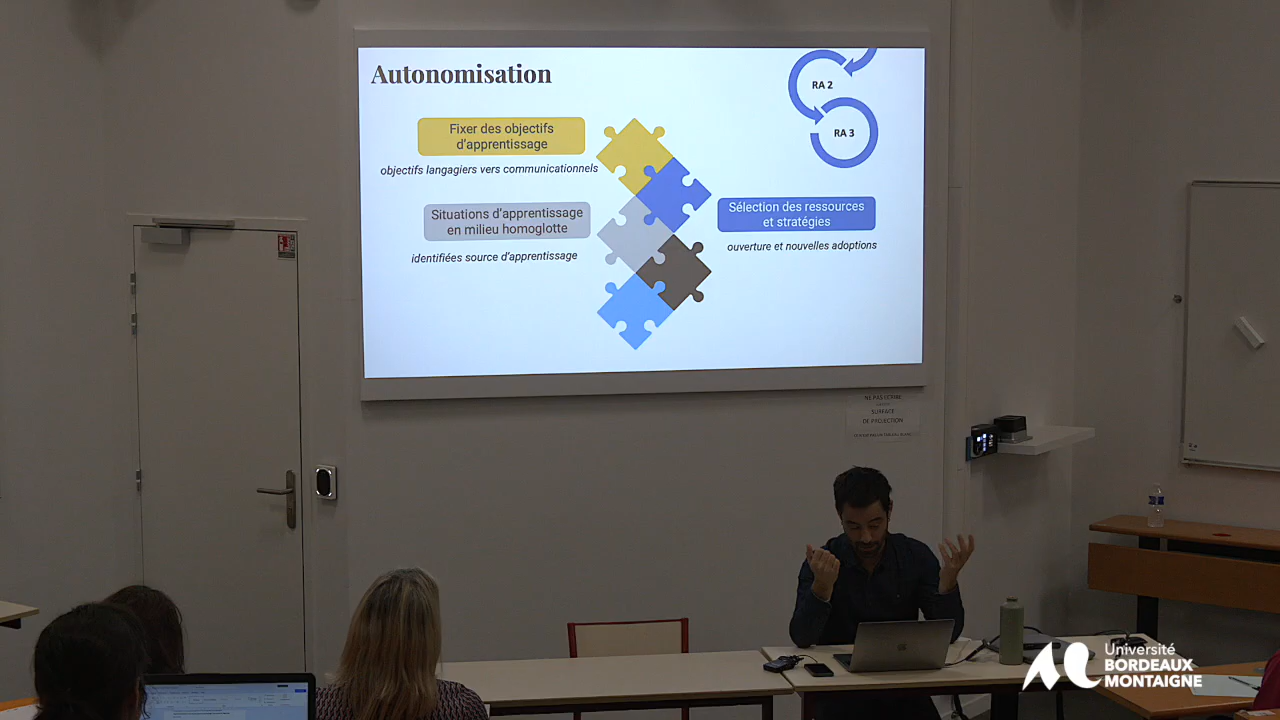 Autonomisation
RA 2
RA 3
Fixer des objectifs
d'apprentissage
objectifs langagiers vers communicationnels
Situations d'apprentissage
en milieu homoglotte
identifiées source d'apprentissage
Sélection des ressources
et stratégies
ouverture et nouvelles adoptions
NE PAS ECRIRE
SURFACE
DE PROJECTION
Université
BORDEAUX
MONTAIGNE